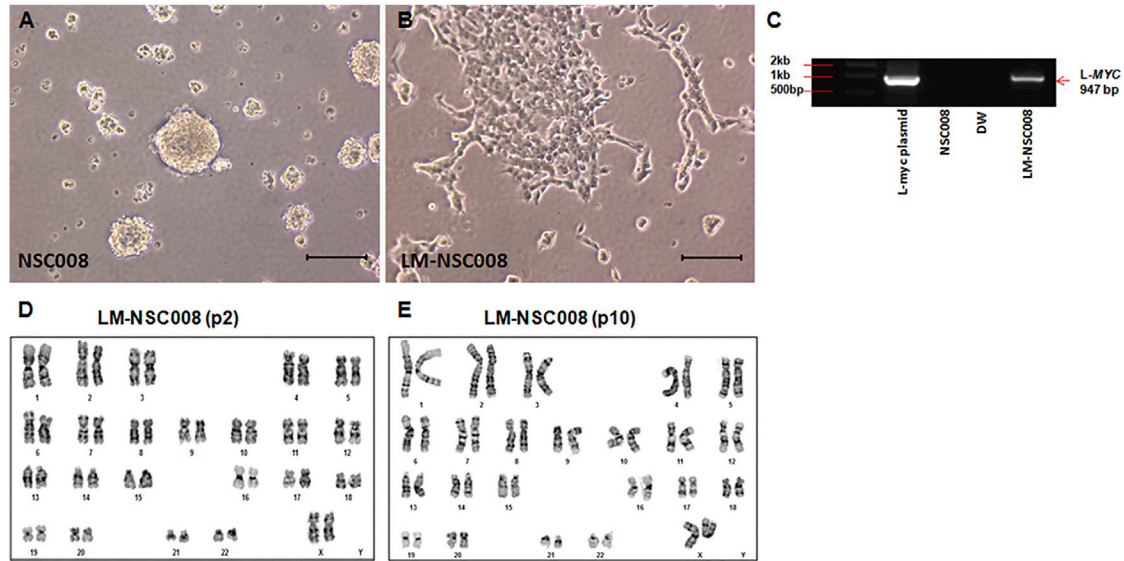 A
NSC008
B
LM-NSC008
C
2kb
1kb
500bp
L-MYC
947 bp
L-myc plasmid
NSC008
DW
LM-NSC008
D
LM-NSC008 (p2)
1 2 3 4 5
6 7 8 9 10 11 12
13 14 15 16 17 18
19 20 21 22 X Y
E
LM-NSC008 (p10)
1 2 3 4 5
6 7 8 9 10 11 12
13 14 15 16 17 18
19 20 21 22 X Y